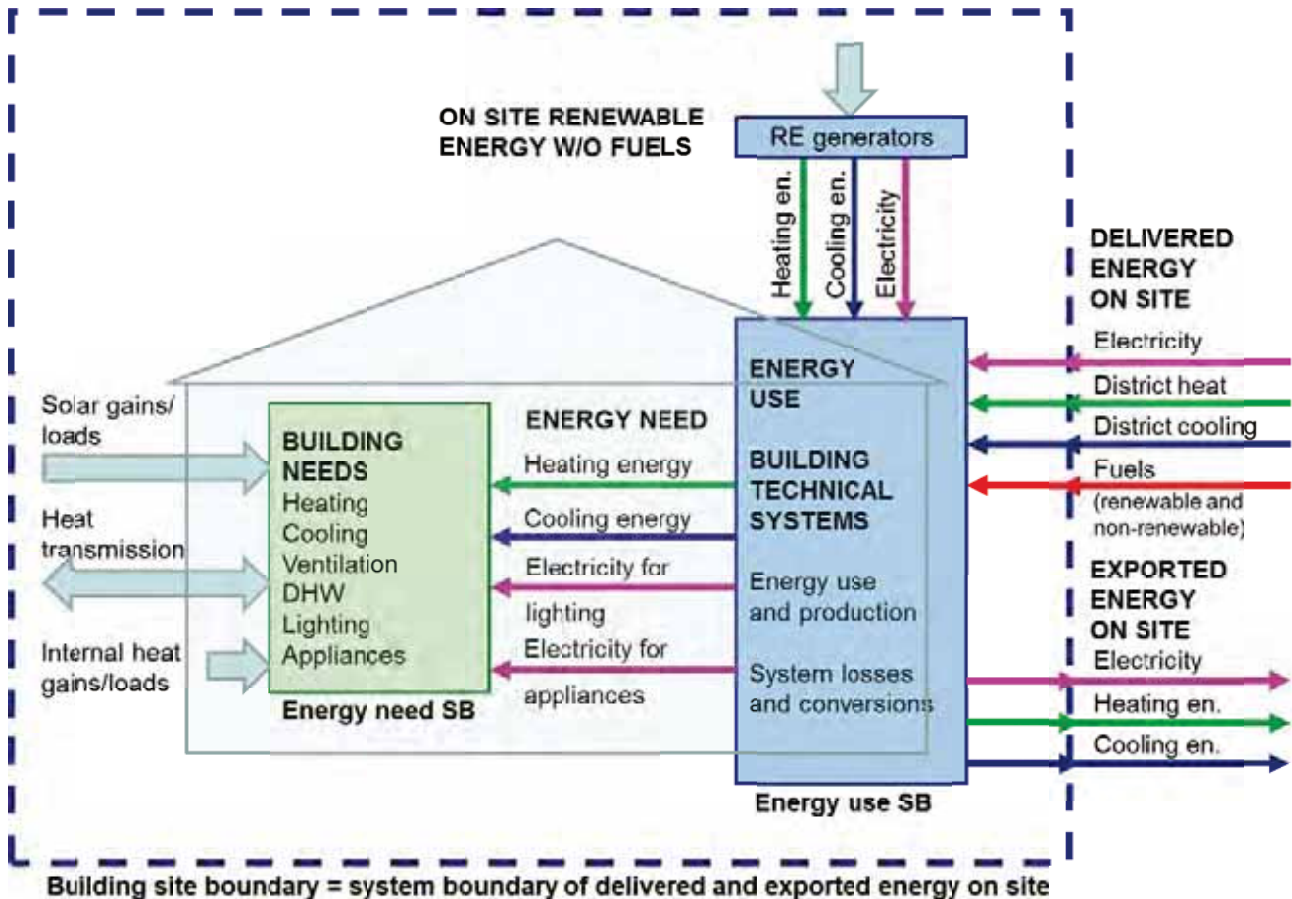 ON SITE RENEWABLE
ENERGY W/O FUELS
RE generators
Heating en.
Cooling en.
Electricity
DELIVERED
ENERGY
ON SITE
Electricity
District heat
District cooling
Fuels
(renewable and
non-renewable)
EXPORTED
ENERGY
ON SITE
Electricity
Heating en.
Cooling en.
Solar gains/
loads
Heat
transmission
Internal heat
gains/loads
BUILDING
NEEDS
Heating
Cooling
Ventilation
DHW
Lighting
Appliances
Energy need SB
ENERGY NEED
Heating energy
Cooling energy
Electricity for
lighting
Electricity for
appliances
ENERGY
USE
BUILDING
TECHNICAL
SYSTEMS
Energy use
and production
System losses
and conversions
Energy use SB
Building site boundary = system boundary of delivered and exported energy on site